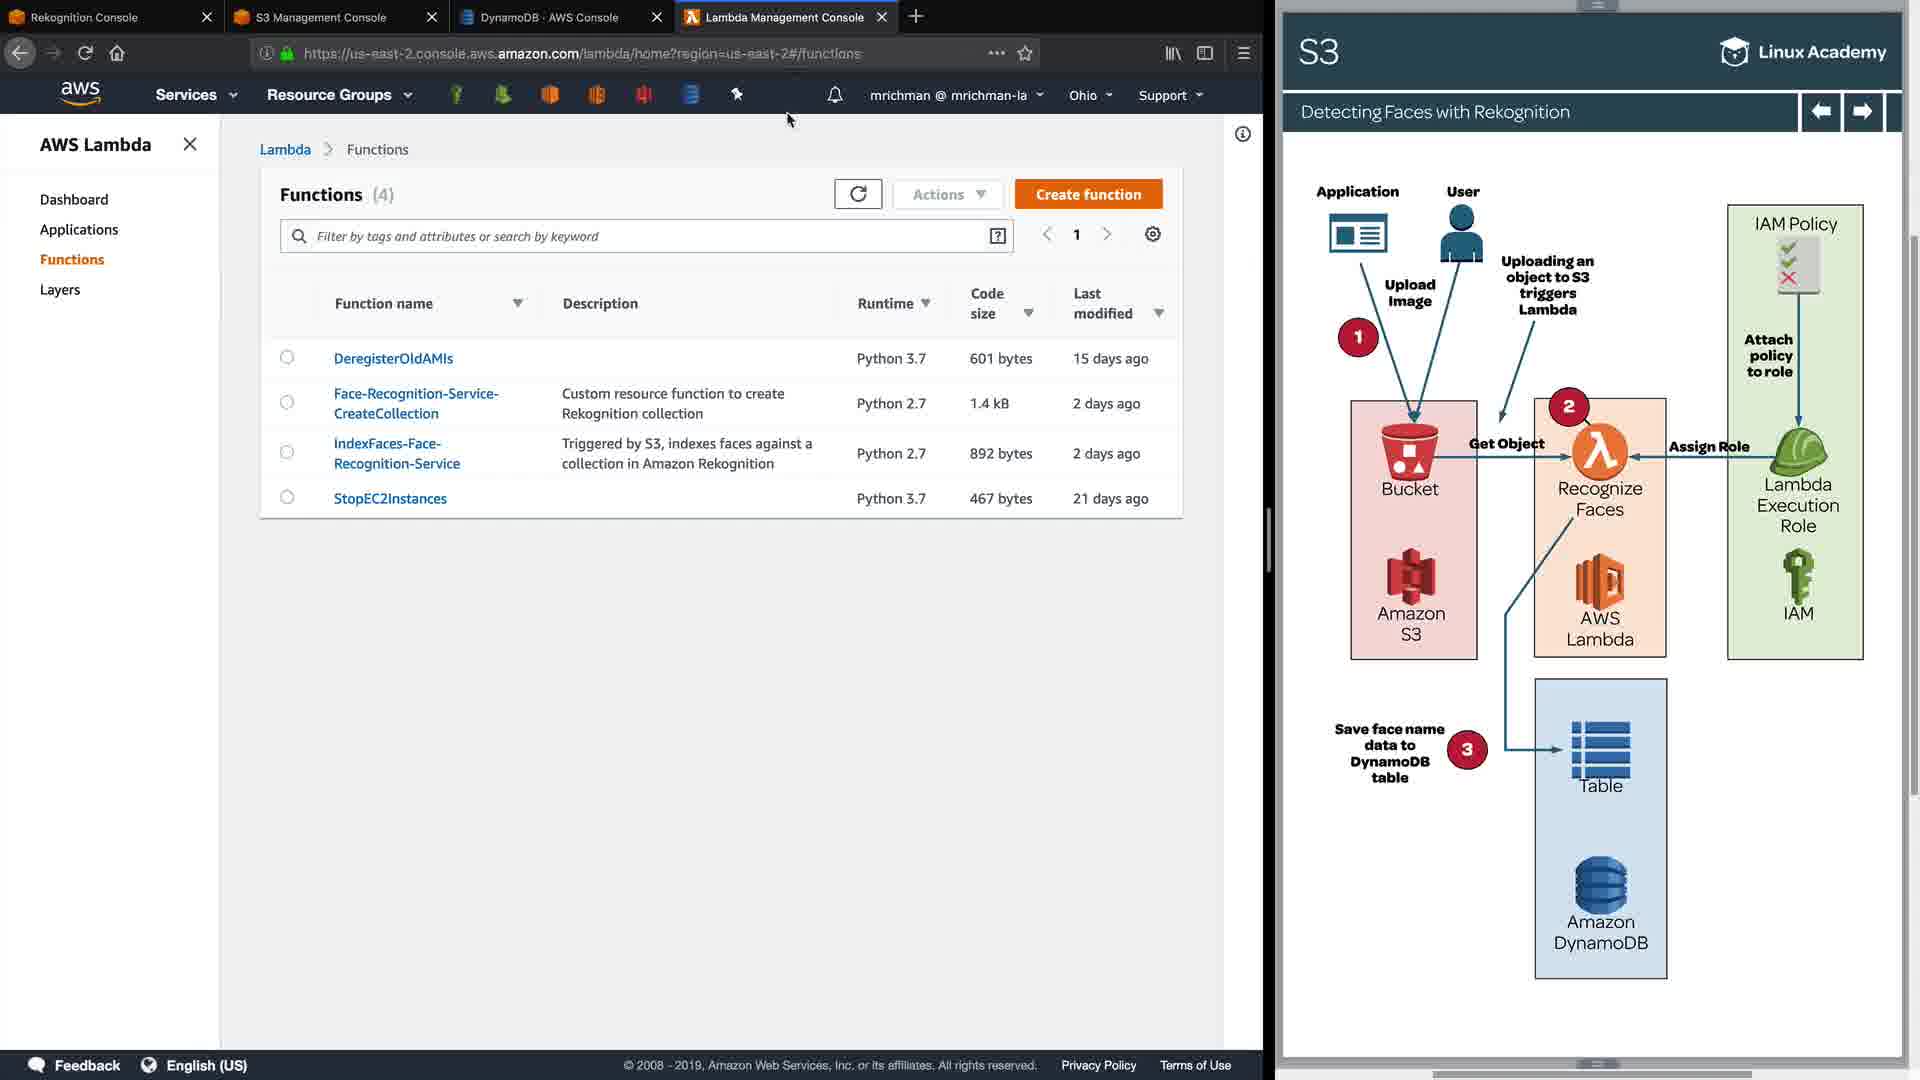 Rekognition Console
S3 Management Console
DynamoDB · AWS Console
Lambda Management Console
https://us-east-2.console.aws.amazon.com/lambda/home?region=us-east-2#/functions
aws
Services
Resource Groups
mrichman @ mrichman-la
Ohio
Support
AWS Lambda
Dashboard
Applications
Functions
Layers
Lambda
Functions
Functions (4)
Actions
Create function
Filter by tags and attributes or search by keyword
?
1
Function name
Description
Runtime
Code
size
Last
modified
DeregisterOldAMIs
Python 3.7
601 bytes
15 days ago
Face-Recognition-Service-
CreateCollection
Custom resource function to create
Rekognition collection
Python 2.7
1.4 kB
2 days ago
IndexFaces-Face-
Recognition-Service
Triggered by S3, indexes faces against a
collection in Amazon Rekognition
Python 2.7
892 bytes
2 days ago
StopEC2Instances
Python 3.7
467 bytes
21 days ago
Feedback
English (US)
© 2008 - 2019, Amazon Web Services, Inc. or its affiliates. All rights reserved.
Privacy Policy
Terms of Use
S3
Linux Academy
Detecting Faces with Rekognition
Application
User
Upload
Image
Uploading an
object to S3
triggers
Lambda
IAM Policy
Attach
policy
to role
1
2
Get Object
Assign Role
Bucket
Recognize
Faces
Lambda
Execution
Role
Amazon
S3
AWS
Lambda
IAM
Save face name
data to
DynamoDB
table
3
Table
Amazon
DynamoDB